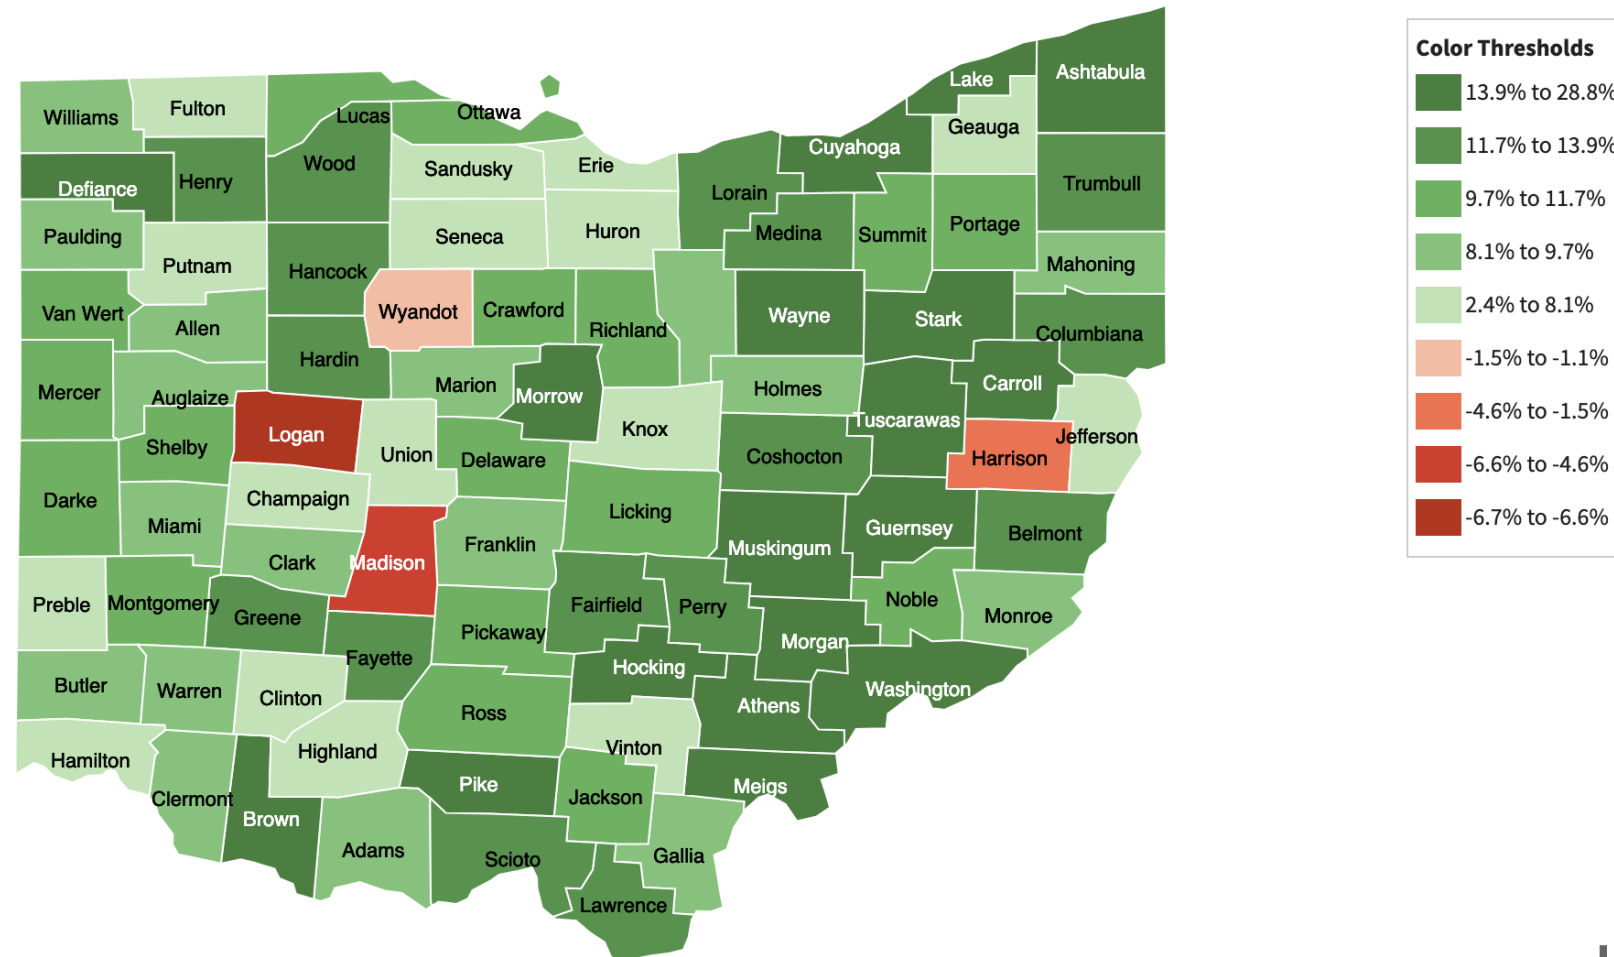 Color Thresholds
13.9% to 28.8%
11.7% to 13.9%
9.7% to 11.7%
8.1% to 9.7%
2.4% to 8.1%
-1.5% to -1.1%
-4.6% to -1.5%
-6.6% to -4.6%
-6.7% to -6.6%
Ashtabula
Lake
Williams
Fulton
Lucas
Ottawa
Geauga
Cuyahoga
Wood
Sandusky
Erie
Defiance
Henry
Lorain
Trumbull
Paulding
Seneca
Huron
Medina
Summit
Portage
Putnam
Hancock
Mahoning
Van Wert
Allen
Wyandot
Crawford
Richland
Wayne
Stark
Columbiana
Hardin
Mercer
Auglaize
Marion
Morrow
Holmes
Carroll
Logan
Shelby
Union
Knox
Tuscarawas
Jefferson
Delaware
Coshocton
Harrison
Darke
Champaign
Licking
Miami
Franklin
Guernsey
Belmont
Clark
Madison
Muskingum
Preble
Montgomery
Greene
Fairfield
Perry
Noble
Monroe
Pickaway
Morgan
Fayette
Hocking
Butler
Warren
Clinton
Ross
Athens
Washington
Hamilton
Highland
Vinton
Clermont
Pike
Jackson
Meigs
Brown
Adams
Scioto
Gallia
Lawrence